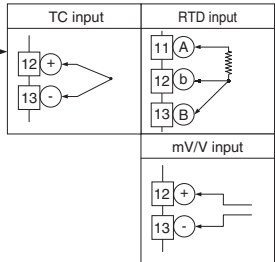 TC input
12 +
13 -
RTD input
11 A
12 b
13 B
mV/V input
12 +
13 -